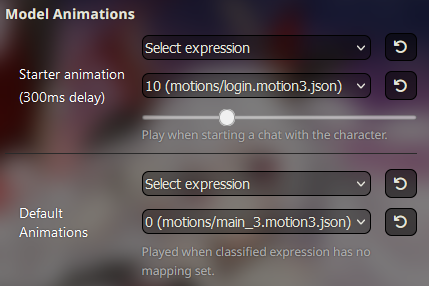 Model Animations
Select expression
Starter animation
(300ms delay)
10 (motions/login.motion3.json)
Play when starting a chat with the character.
Select expression
Default
Animations
0 (motions/main_3.motion3.json)
Played when classified expression has no
mapping set.